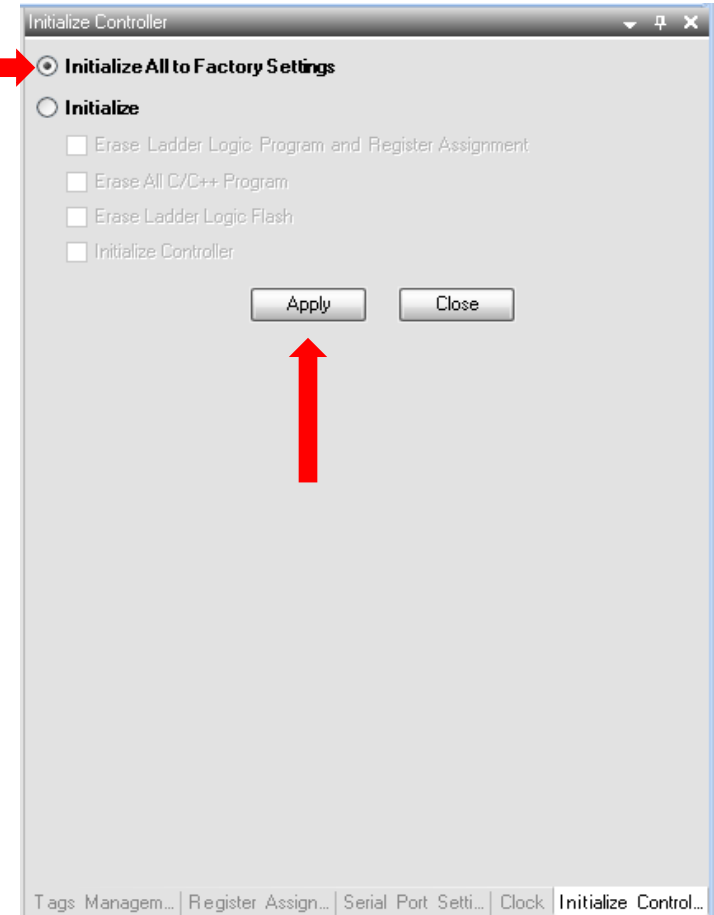 Initialize Controller
Initialize All to Factory Settings
Initialize
Erase Ladder Logic Program and Register Assignment
Erase All C/C++ Program
Erase Ladder Logic Flash
Initialize Controller
Apply Close
Tags Managem... Register Assign... Serial Port Setti... Clock Initialize Control...